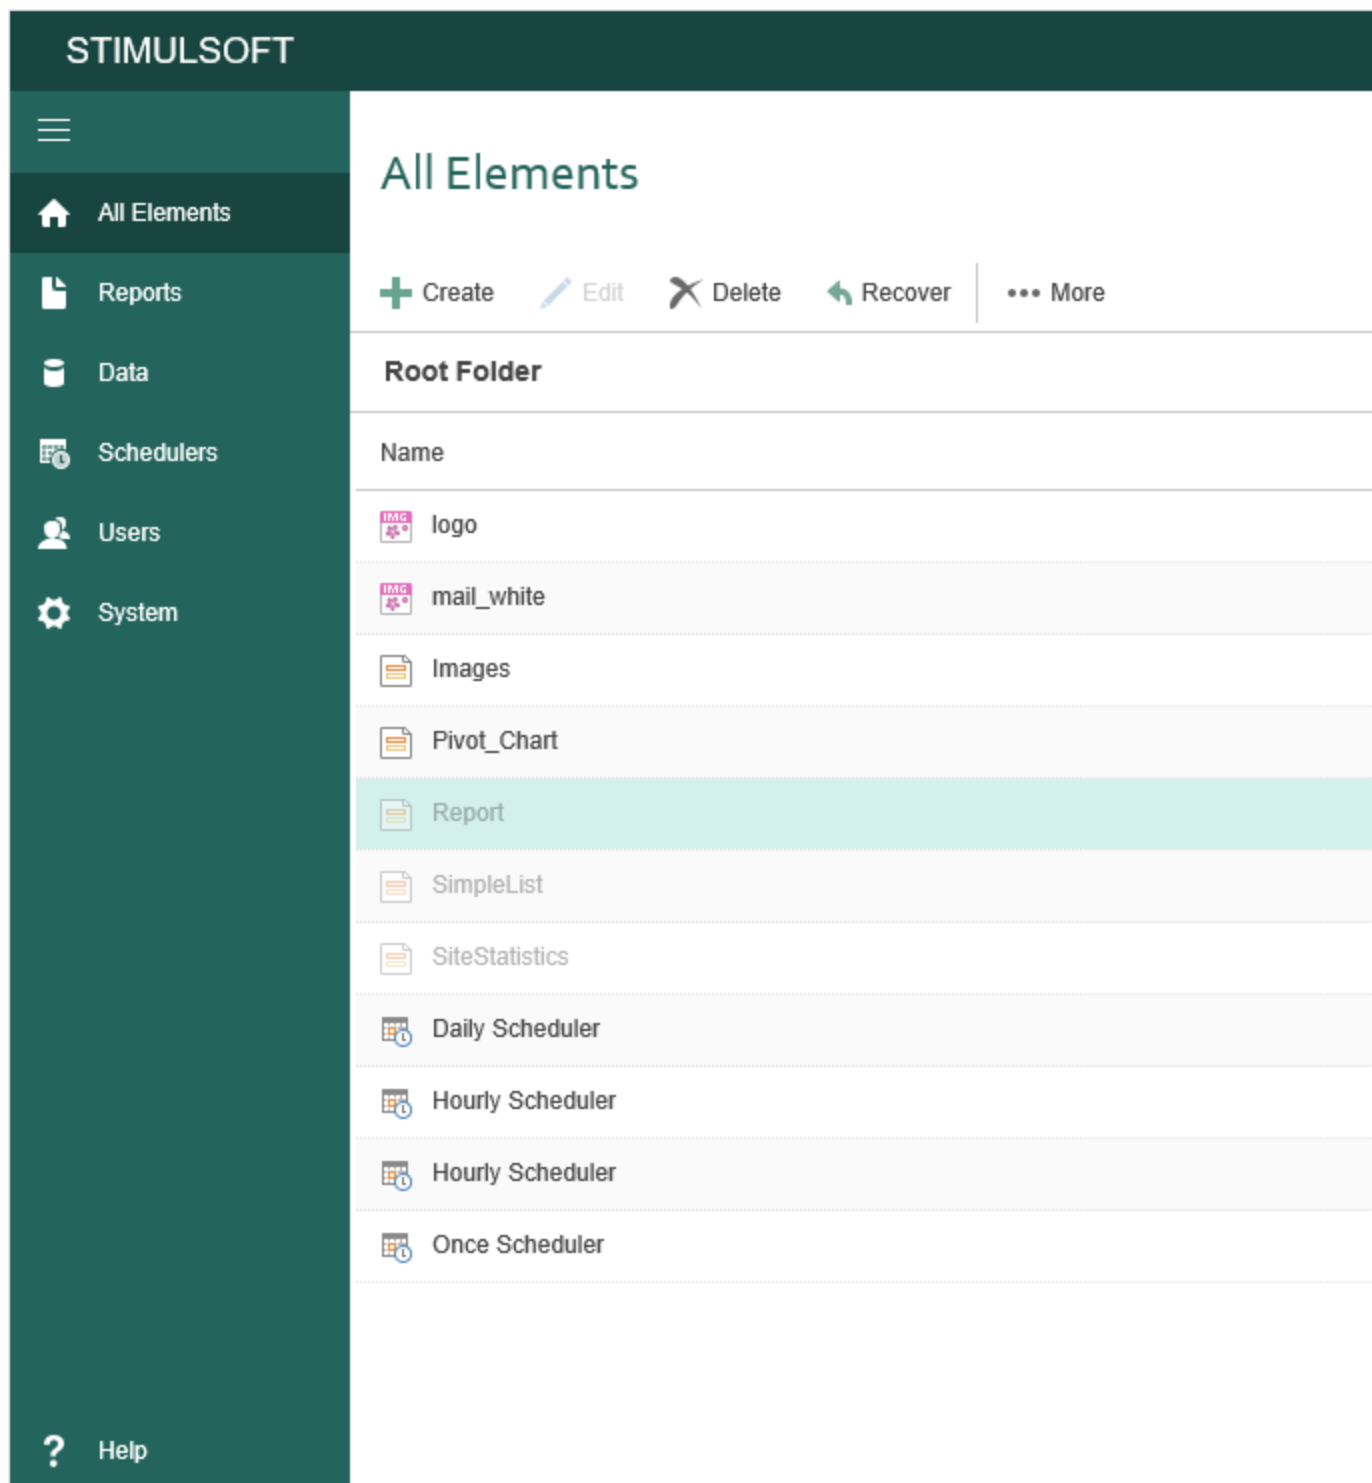 STIMULSOFT
All Elements
All Elements
Reports
Create Edit Delete Recover More
Data
Root Folder
Schedulers
Name
Users
IMG logo
System
IMG mail_white
Images
Pivot_Chart
Report
SimpleList
SiteStatistics
Daily Scheduler
Hourly Scheduler
Hourly Scheduler
Once Scheduler
? Help